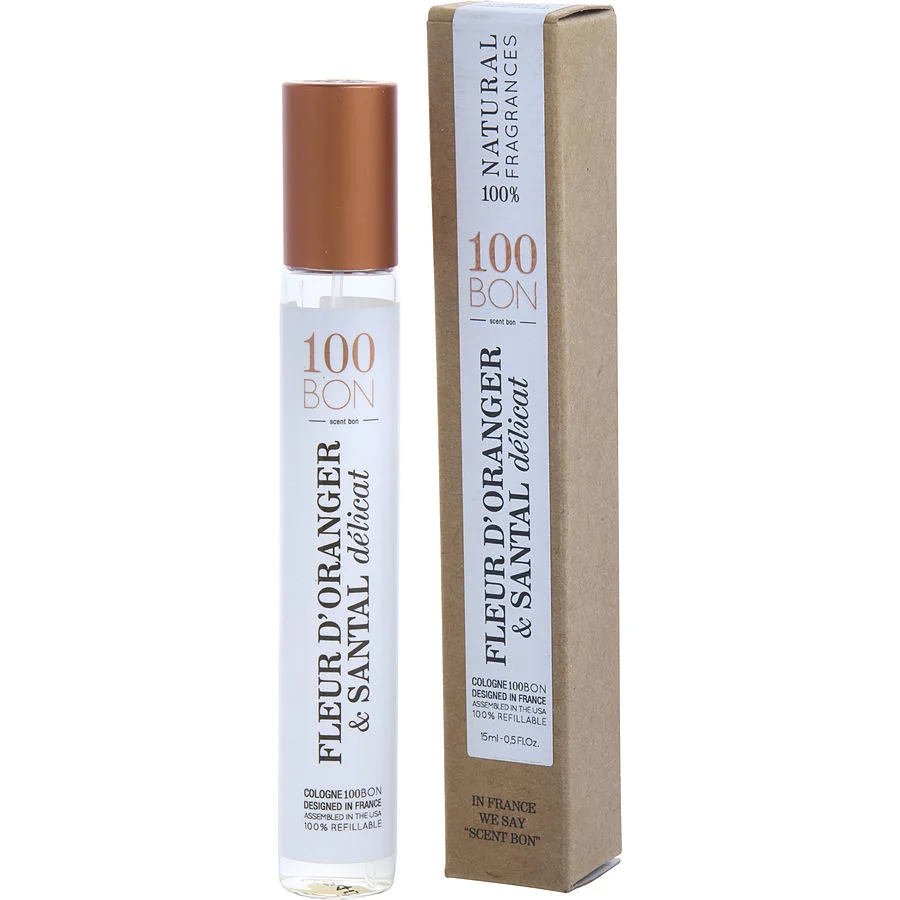 100
BON
scent bon
FLEUR D'ORANGER
& SANTAL délicat
COLOGNE 100BON
DESIGNED IN FRANCE
ASSEMBLED IN THE USA
100% REFILLABLE
100% NATURAL
FRAGRANCES
100
BON
scent bon
FLEUR D'ORANGER
& SANTAL délicat
COLOGNE 100BON
DESIGNED IN FRANCE
ASSEMBLED IN THE USA
100% REFILLABLE
15ml - 0,5 Fl.Oz.
IN FRANCE
WE SAY
"SCENT BON"